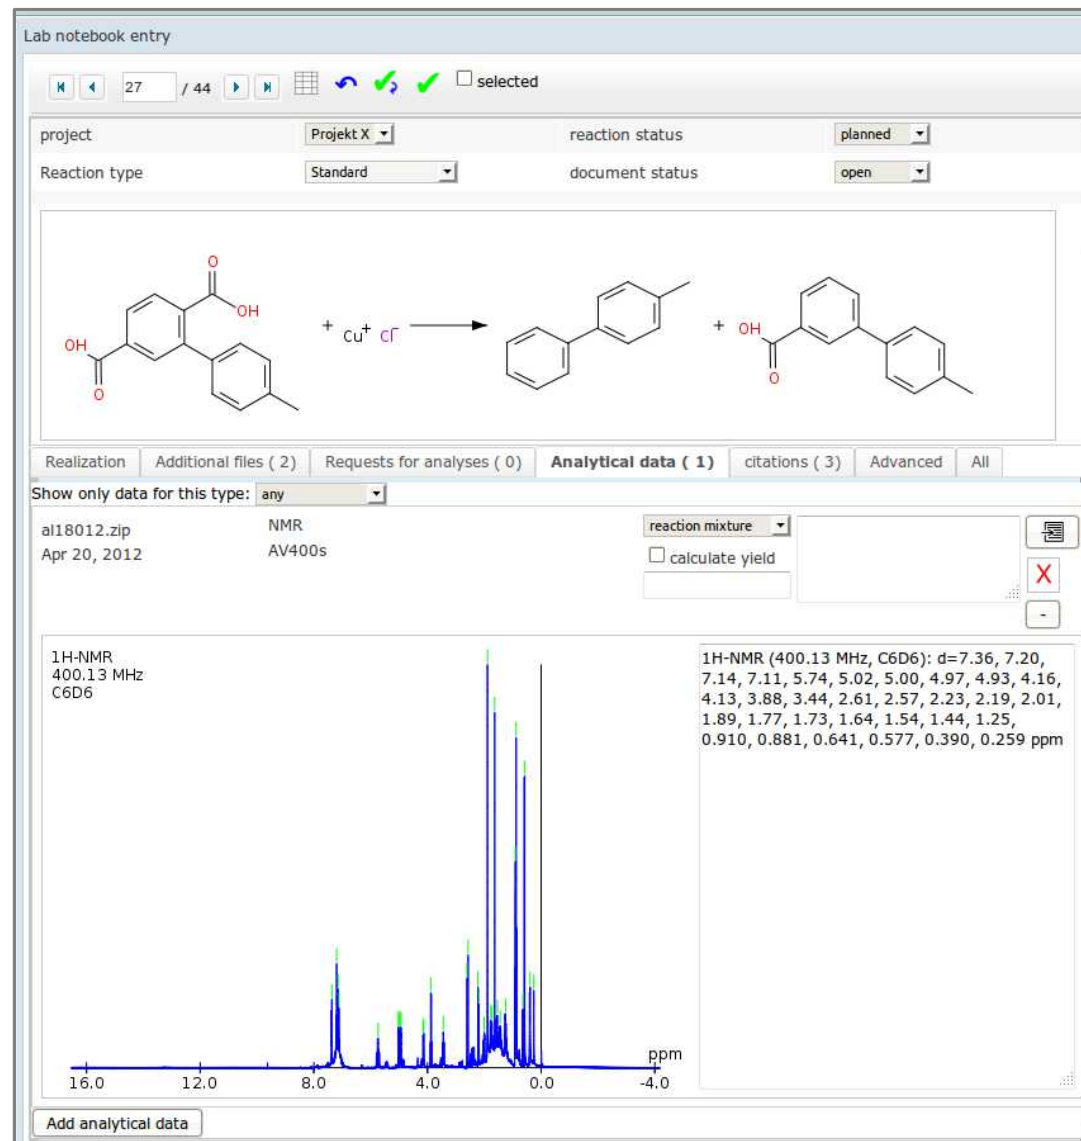 Lab notebook entry
27 / 44 selected
project Projekt X reaction status planned
Reaction type Standard document status open
O
OH
OH
O
+ Cu+ Cl-
+ OH
O
Realization Additional files ( 2) Requests for analyses ( 0) Analytical data ( 1) citations ( 3) Advanced All
Show only data for this type: any
al18012.zip NMR reaction mixture
Apr 20, 2012 AV400s calculate yield
X
-
1H-NMR
400.13 MHz
C6D6
1H-NMR (400.13 MHz, C6D6): d=7.36, 7.20,
7.14, 7.11, 5.74, 5.02, 5.00, 4.97, 4.93, 4.16,
4.13, 3.88, 3.44, 2.61, 2.57, 2.23, 2.19, 2.01,
1.89, 1.77, 1.73, 1.64, 1.54, 1.44, 1.25,
0.910, 0.881, 0.641, 0.577, 0.390, 0.259 ppm
ppm
16.0 12.0 8.0 4.0 0.0 -4.0
Add analytical data